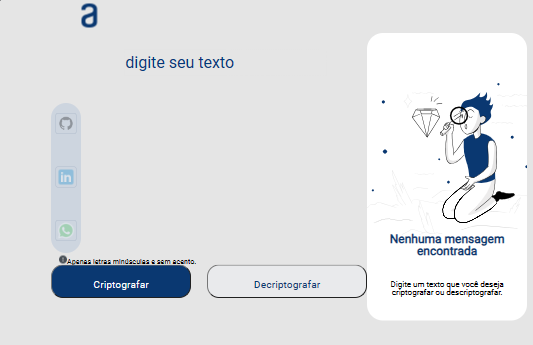 a
digite seu texto
in
Apenas letras minúsculas e sem acento.
Criptografar
Decriptografar
Nenhuma mensagem
encontrada
Digite um texto que você deseja
criptografar ou descriptografar.